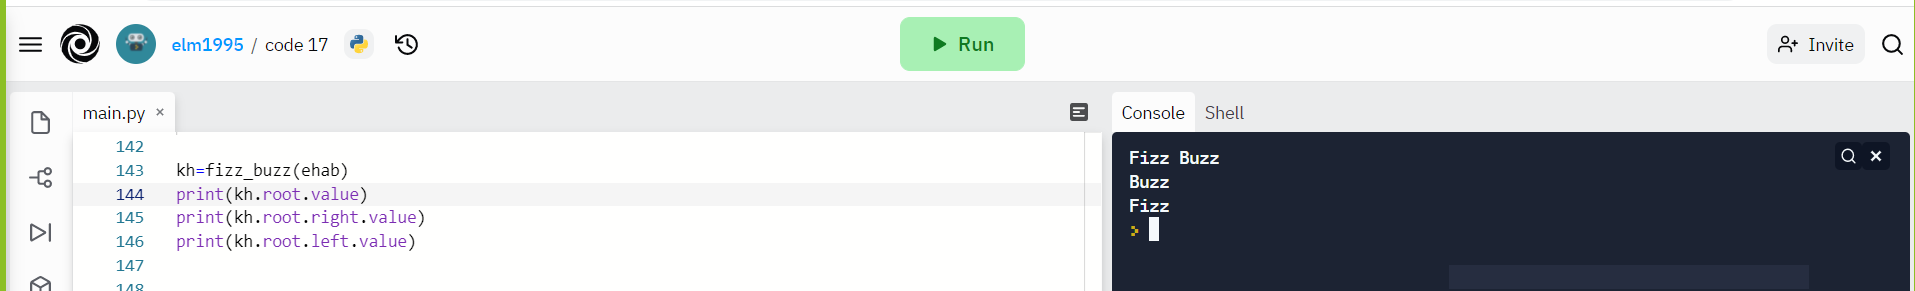 elm1995 / code 17
Run
Invite
main.py ×
Console Shell
142
143 kh=fizz_buzz(ehab)
144 print(kh.root.value)
145 print(kh.root.right.value)
146 print(kh.root.left.value)
147
148
Fizz Buzz
Buzz
Fizz
>